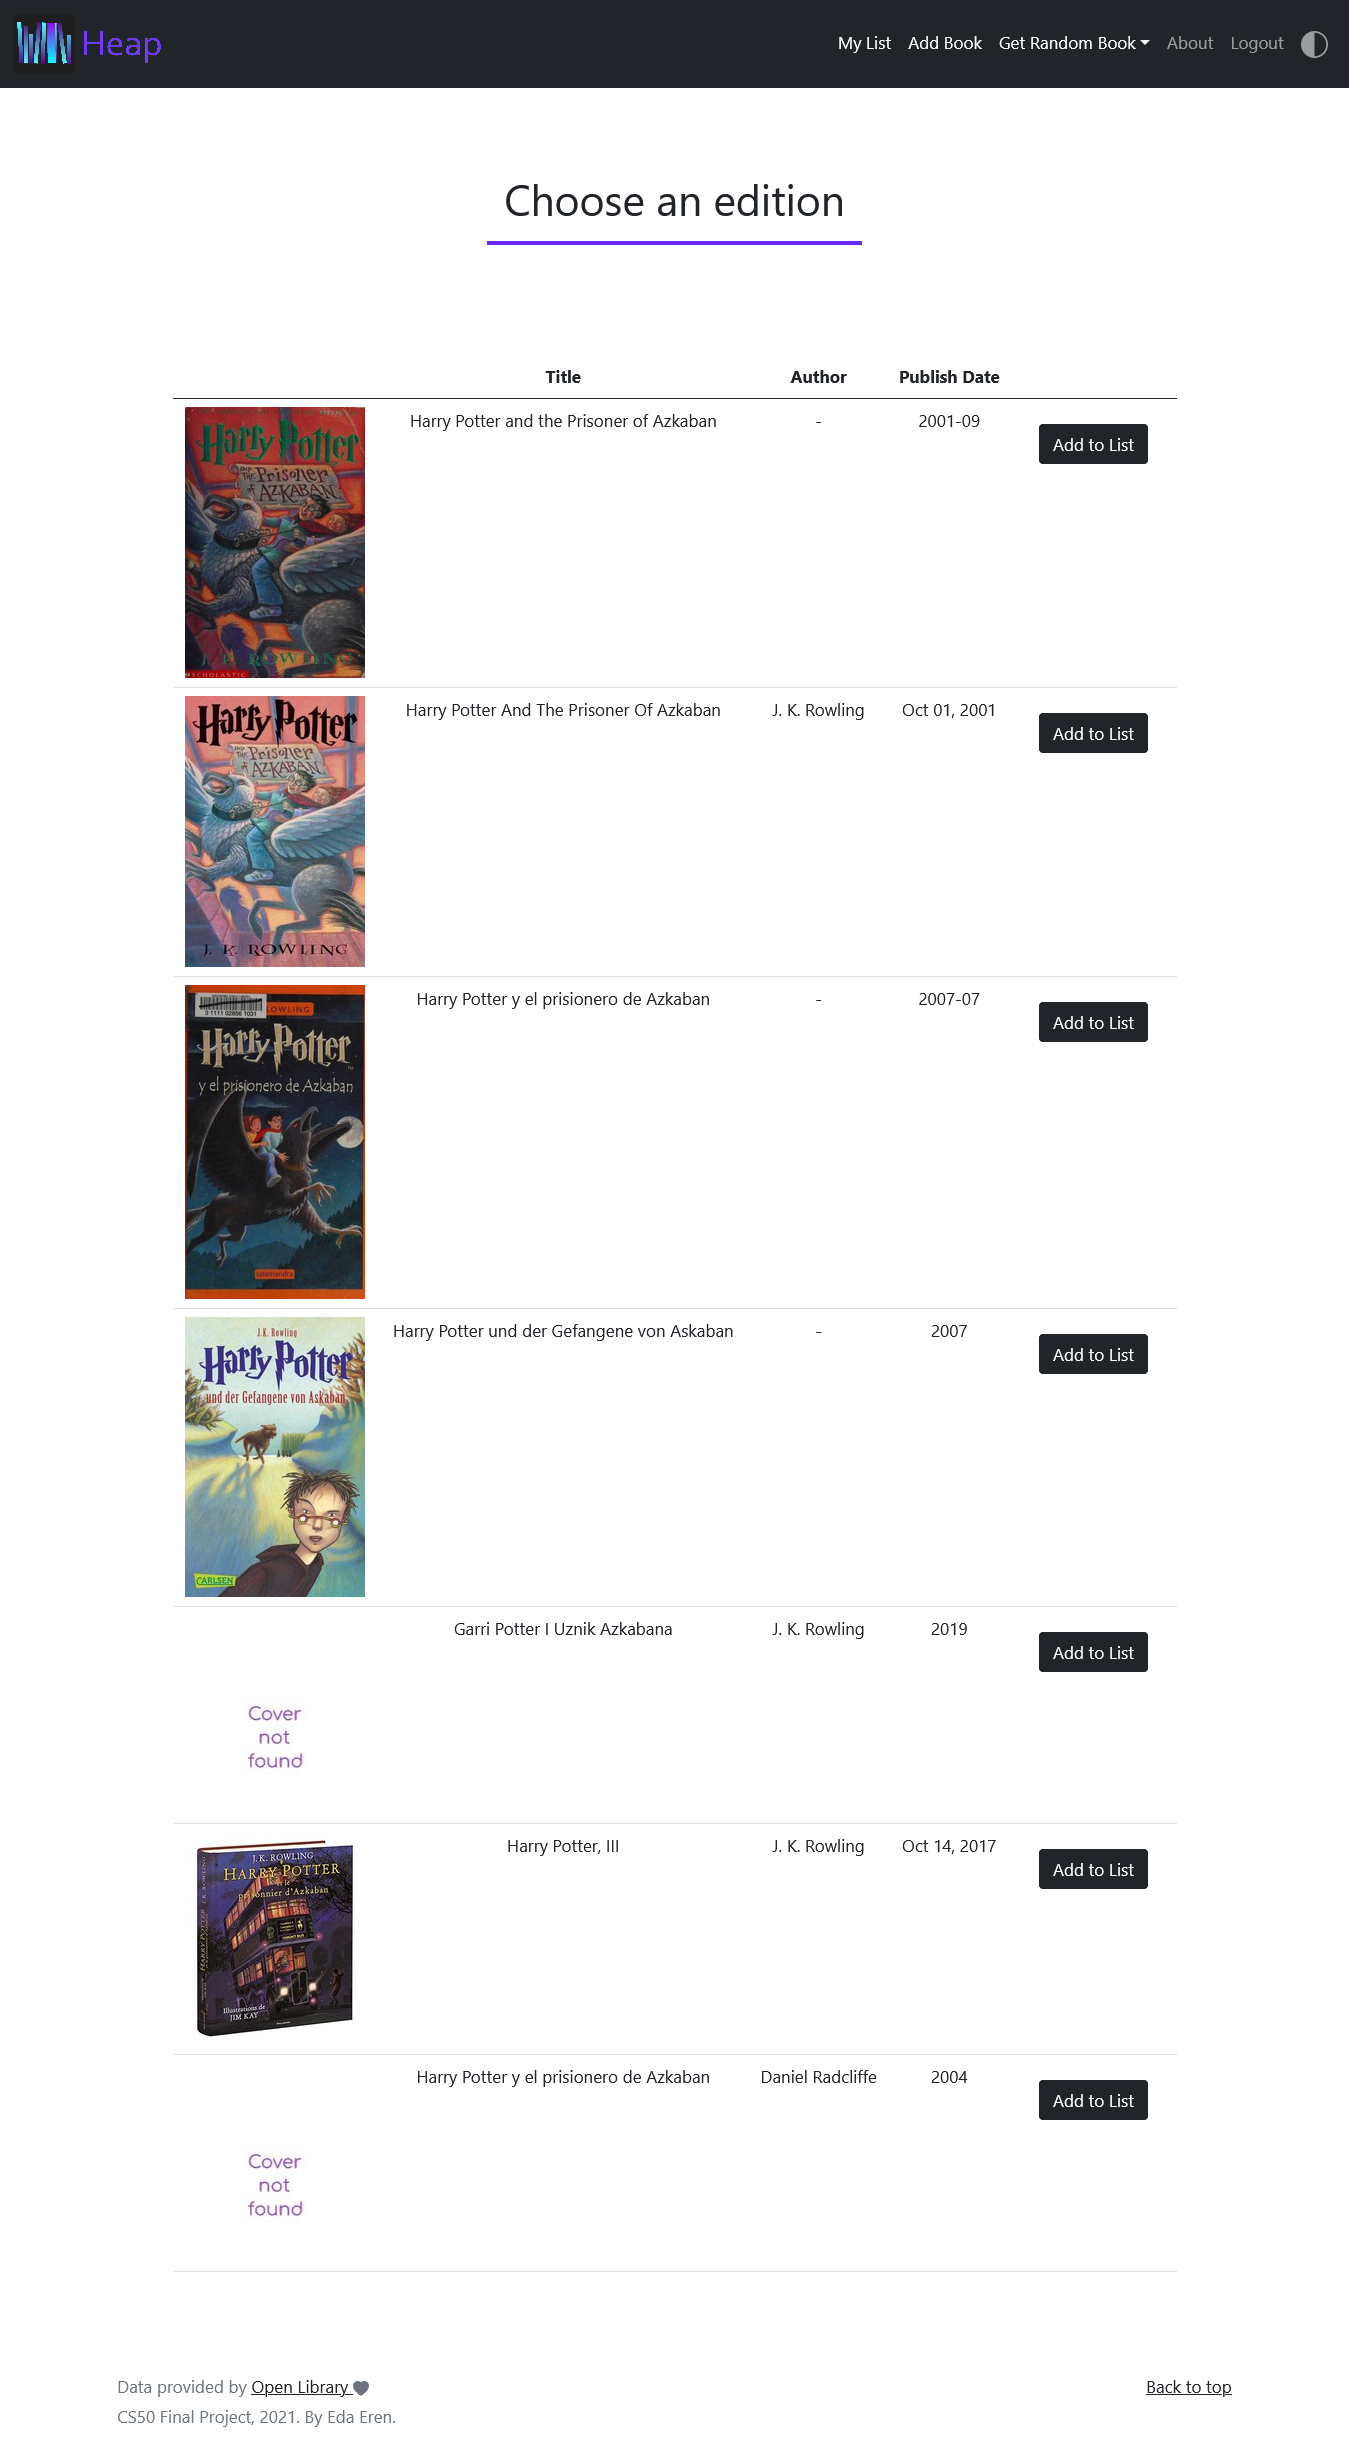 Heap
My List Add Book Get Random Book About Logout
Choose an edition
Title Author Publish Date
Harry Potter
AND THE
Prisoner
of AZKABAN
J. K. ROWLING
SCHOLASTIC
Harry Potter and the Prisoner of Azkaban - 2001-09
Add to List
Harry Potter
AND THE
Prisoner
of AZKABAN
J. K. ROWLING
Harry Potter And The Prisoner Of Azkaban J. K. Rowling Oct 01, 2001
Add to List
3 1111 02856 1031
ROWLING
Harry Potter
y el prisionero de Azkaban
salamandra
Harry Potter y el prisionero de Azkaban - 2007-07
Add to List
J.K. Rowling
Harry Potter
und der Gefangene von Askaban
CARLSEN
Harry Potter und der Gefangene von Askaban - 2007
Add to List
Garri Potter I Uznik Azkabana J. K. Rowling 2019
Add to List
Cover
not
found
J.K. ROWLING
HARRY POTTER
et le
prisonnier d'Azkaban
Illustrations de
JIM KAY
Harry Potter, III J. K. Rowling Oct 14, 2017
Add to List
Harry Potter y el prisionero de Azkaban Daniel Radcliffe 2004
Add to List
Cover
not
found
Data provided by Open Library
Back to top
CS50 Final Project, 2021. By Eda Eren.